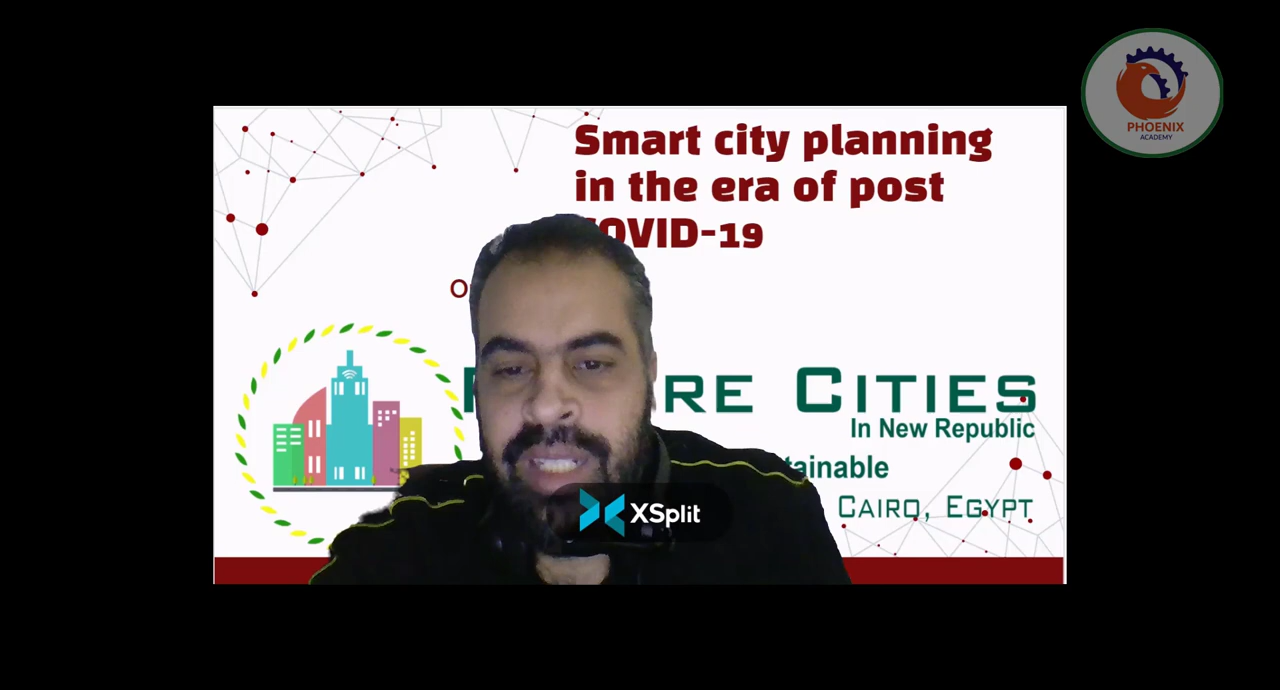 PHOENIX
ACADEMY
Smart city planning
in the era of post
OVID-19
RE CITIES
In New Republic
tainable
CAIRO, EGYPT
XSplit